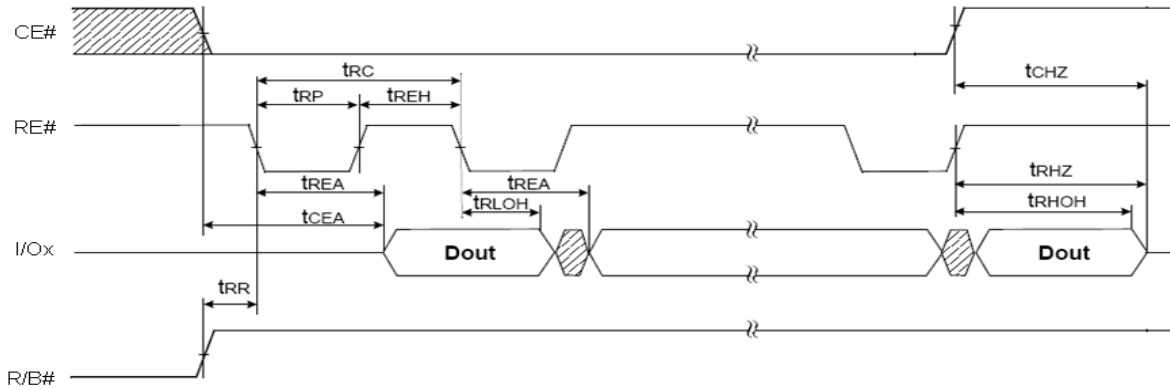 CE#
tRC
tCHZ
tRP
tREH
RE#
tREA
tREA
tRHZ
tCEA
tRLOH
tRHOH
I/Ox
Dout
Dout
tRR
R/B#